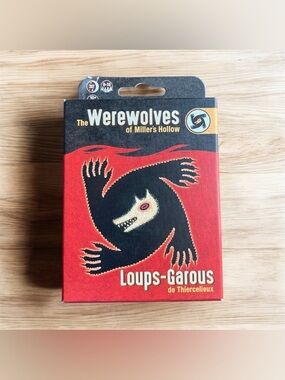 The Werewolves
of Miller's Hollow
Loups-Garous
de Thiercelieux